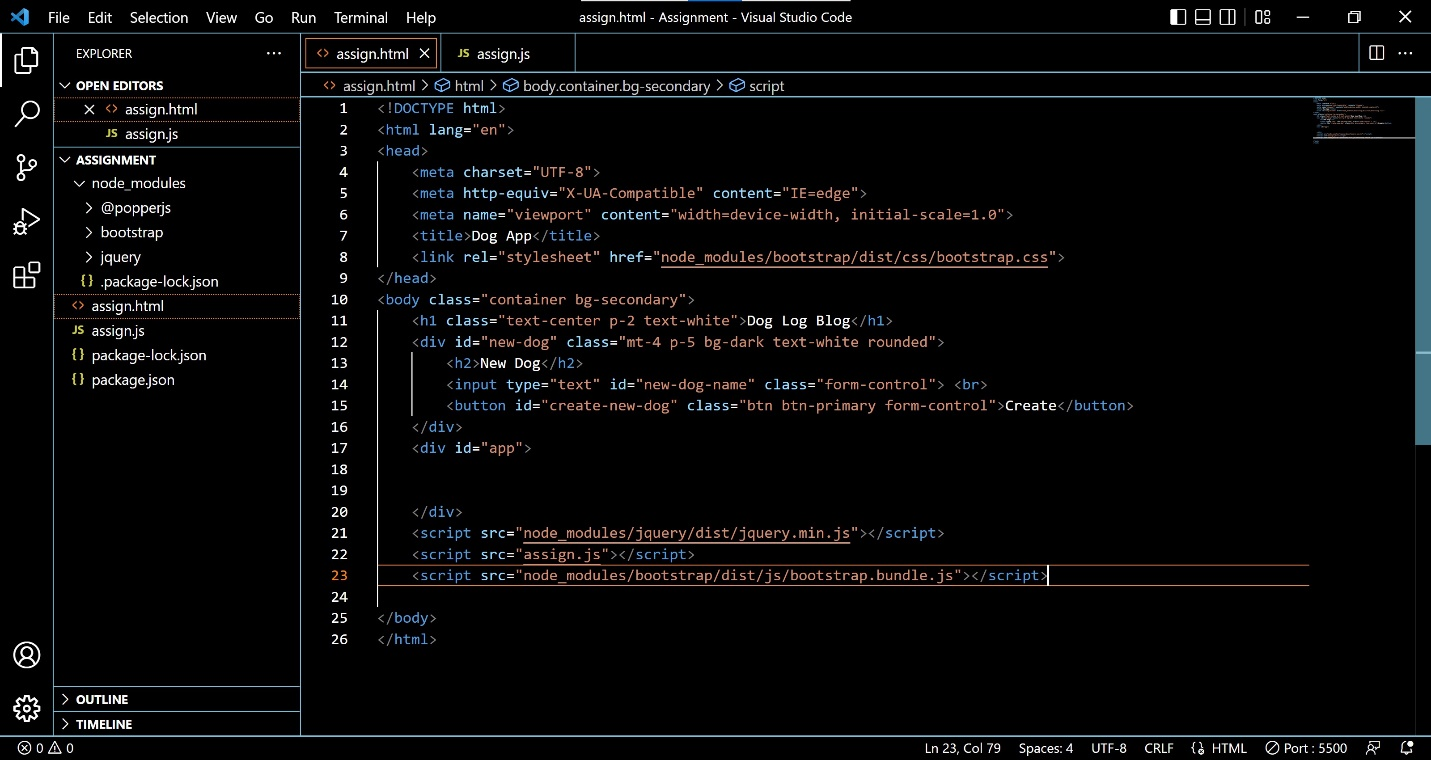 File Edit Selection View Go Run Terminal Help
assign.html - Assignment - Visual Studio Code
EXPLORER
OPEN EDITORS
assign.html
JS assign.js
ASSIGNMENT
node_modules
@popperjs
bootstrap
jquery
{} .package-lock.json
<> assign.html
JS assign.js
{} package-lock.json
{} package.json
OUTLINE
TIMELINE
<> assign.html JS assign.js
<> assign.html > html > body.container.bg-secondary > script
1 <!DOCTYPE html>
2 <html lang="en">
3 <head>
4 <meta charset="UTF-8">
5 <meta http-equiv="X-UA-Compatible" content="IE=edge">
6 <meta name="viewport" content="width=device-width, initial-scale=1.0">
7 <title>Dog App</title>
8 <link rel="stylesheet" href="node_modules/bootstrap/dist/css/bootstrap.css">
9 </head>
10 <body class="container bg-secondary">
11 <h1 class="text-center p-2 text-white">Dog Log Blog</h1>
12 <div id="new-dog" class="mt-4 p-5 bg-dark text-white rounded">
13 <h2>New Dog</h2>
14 <input type="text" id="new-dog-name" class="form-control"> <br>
15 <button id="create-new-dog" class="btn btn-primary form-control">Create</button>
16 </div>
17 <div id="app">
18
19
20 </div>
21 <script src="node_modules/jquery/dist/jquery.min.js"></script>
22 <script src="assign.js"></script>
23 <script src="node_modules/bootstrap/dist/js/bootstrap.bundle.js"></script>
24
25 </body>
26 </html>
0 0 Ln 23, Col 79 Spaces: 4 UTF-8 CRLF HTML Port : 5500